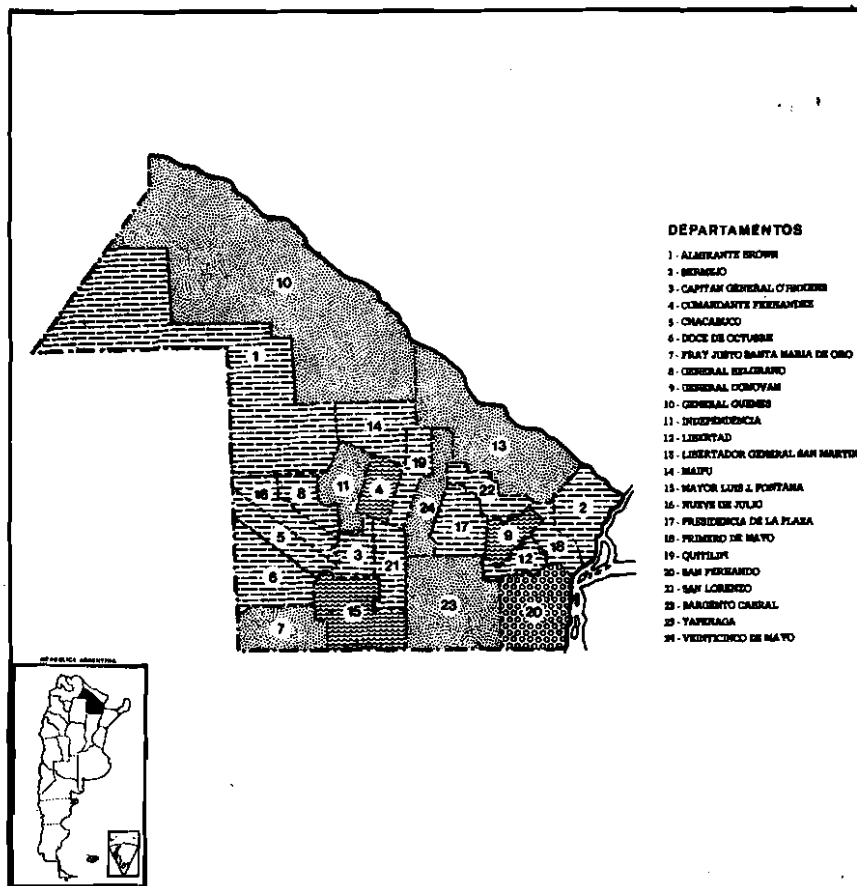 DEPARTAMENTOS
1 - ALMIRANTE BROWN
2 - BERMEJO
3 - CAPITAN GENERAL O'HIGGINS
4 - COMANDANTE FERNANDEZ
5 - CHACABUCO
6 - DOCE DE OCTUBRE
7 - FRAY JUSTO SANTA MARIA DE ORO
8 - GENERAL BELGRANO
9 - GENERAL DONOVAN
10 - GENERAL GUEMES
11 - INDEPENDENCIA
12 - LIBERTAD
13 - LIBERTADOR GENERAL SAN MARTIN
14 - MAIPU
15 - MAYOR LUIS J. FONTANA
16 - NUEVE DE JULIO
17 - PRESIDENCIA DE LA PLAZA
18 - PRIMERO DE MAYO
19 - QUITILIPI
20 - SAN FERNANDO
21 - SAN LORENZO
22 - SARGENTO CABRAL
23 - TAPENAGA
24 - VEINTICINCO DE MAYO
10
1
14
13
19
11
4
16
8
22
24
2
17
5
9
3
18
12
21
6
15
23
20
7
REPUBLICA ARGENTINA